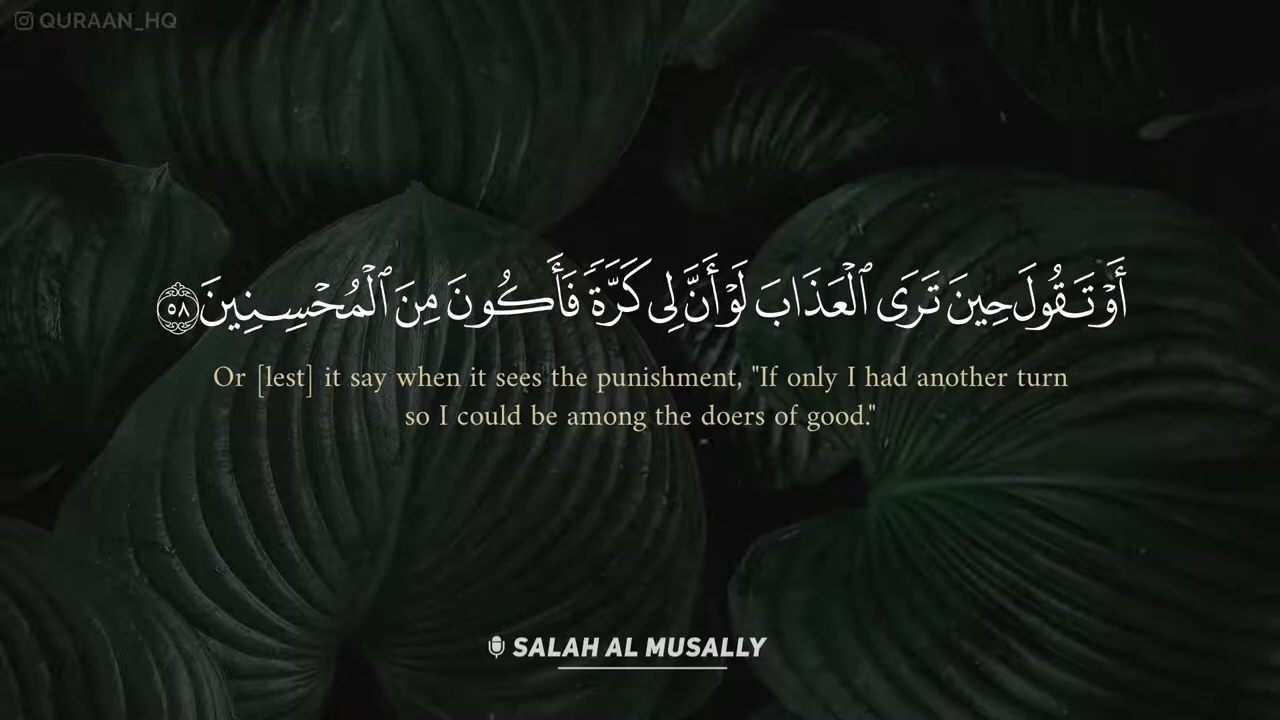 QURAAN_HQ
أَوْ تَقُولَ حِينَ تَرَى ٱلْعَذَابَ لَوْ أَنَّ لِى كَرَّةً فَأَكُونَ مِنَ ٱلْمُحْسِنِينَ ٥٨
Or [lest] it say when it sees the punishment, "If only I had another turn
so I could be among the doers of good."
SALAH AL MUSALLY